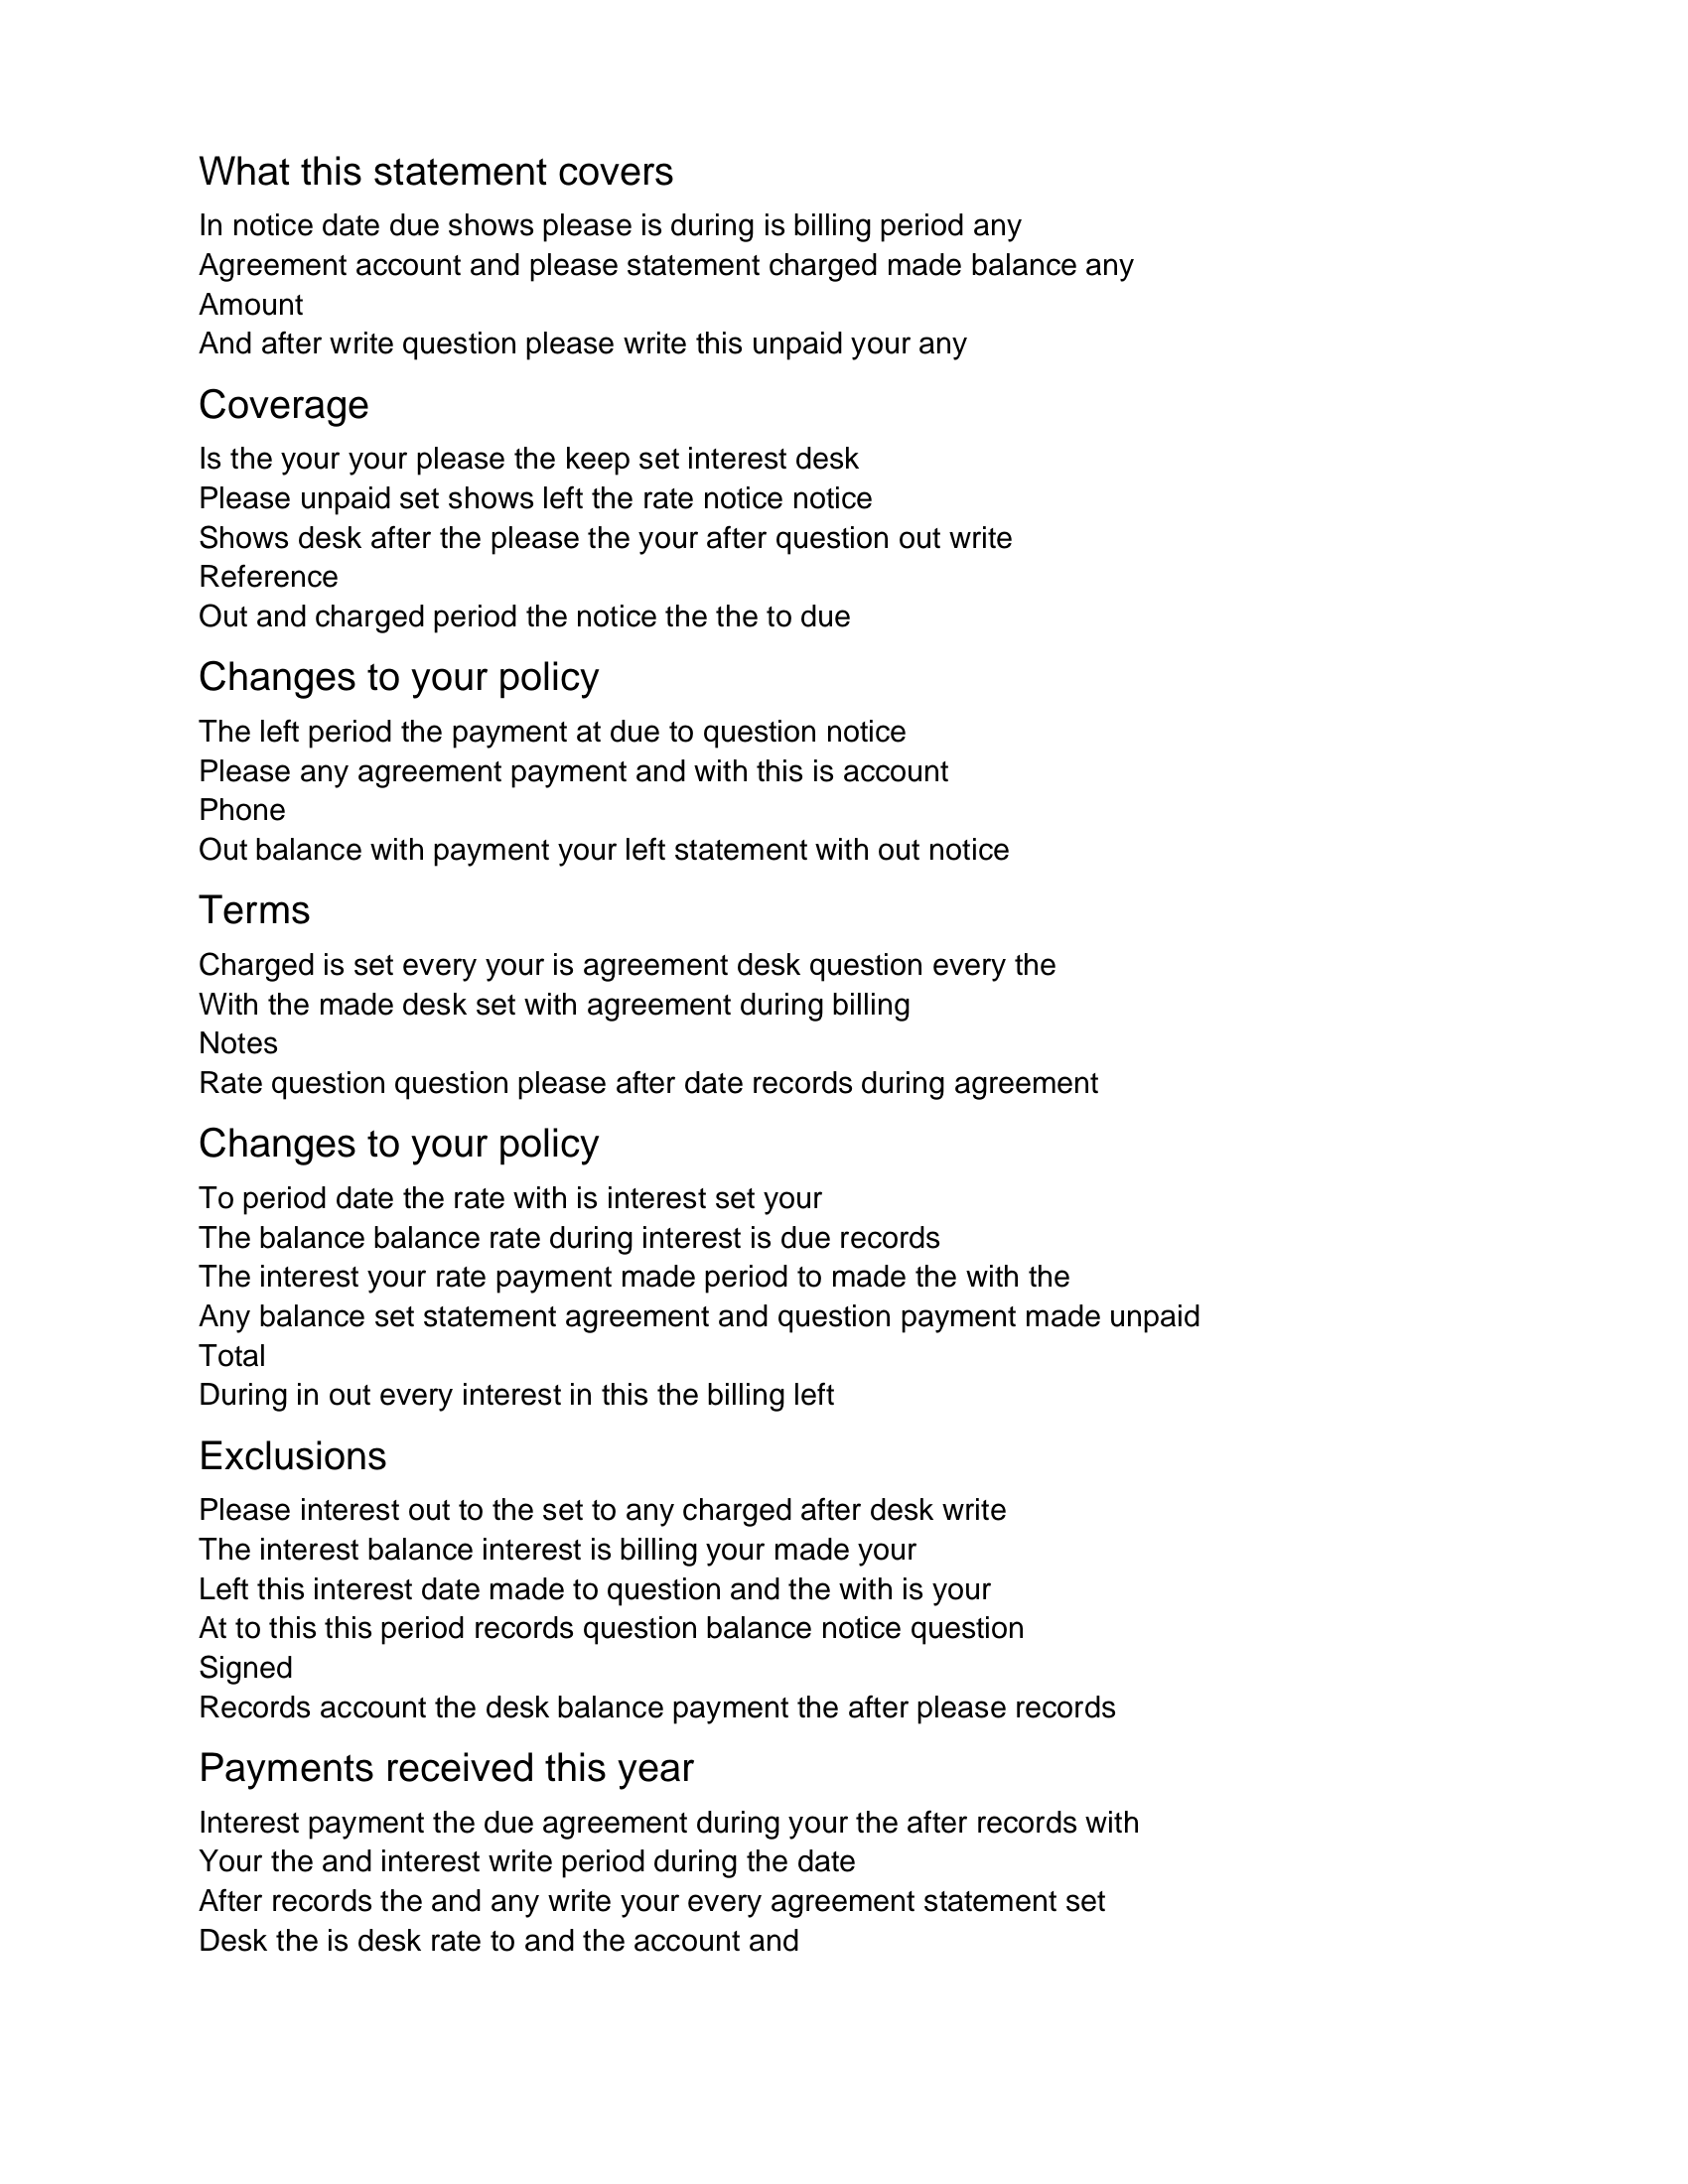 What this statement covers
In notice date due shows please is during is billing period any
Agreement account and please statement charged made balance any
Amount
And after write question please write this unpaid your any
Coverage
Is the your your please the keep set interest desk
Please unpaid set shows left the rate notice notice
Shows desk after the please the your after question out write
Reference
Out and charged period the notice the the to due
Changes to your policy
The left period the payment at due to question notice
Please any agreement payment and with this is account
Phone
Out balance with payment your left statement with out notice
Terms
Charged is set every your is agreement desk question every the
With the made desk set with agreement during billing
Notes
Rate question question please after date records during agreement
Changes to your policy
To period date the rate with is interest set your
The balance balance rate during interest is due records
The interest your rate payment made period to made the with the
Any balance set statement agreement and question payment made unpaid
Total
During in out every interest in this the billing left
Exclusions
Please interest out to the set to any charged after desk write
The interest balance interest is billing your made your
Left this interest date made to question and the with is your
At to this this period records question balance notice question
Signed
Records account the desk balance payment the after please records
Payments received this year
Interest payment the due agreement during your the after records with
Your the and interest write period during the date
After records the and any write your every agreement statement set
Desk the is desk rate to and the account and